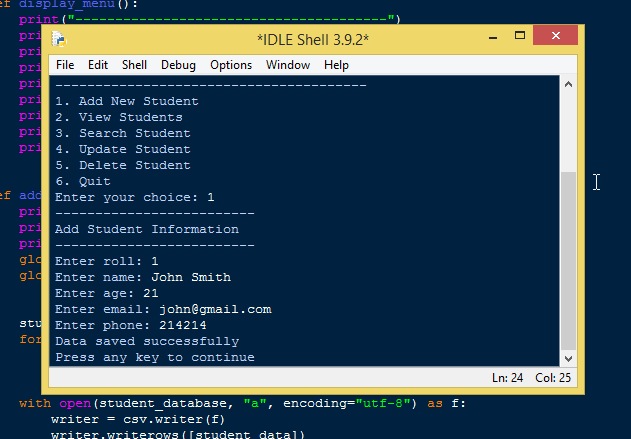 ef display_menu():
print("---------------------------------------")
pri
pri
pri
pri
pri
pri
pri
pri
*IDLE Shell 3.9.2*
File Edit Shell Debug Options Window Help
---------------------------------------
1. Add New Student
2. View Students
3. Search Student
4. Update Student
5. Delete Student
6. Quit
Enter your choice: 1
-------------------------
Add Student Information
-------------------------
Enter roll: 1
Enter name: John Smith
Enter age: 21
Enter email: john@gmail.com
Enter phone: 214214
Data saved successfully
Press any key to continue
Ln: 24 Col: 25
ef add
pri
pri
pri
glo
glo
stu
for
with open(student_database, "a", encoding="utf-8") as f:
writer = csv.writer(f)
writer.writerows([student_data])